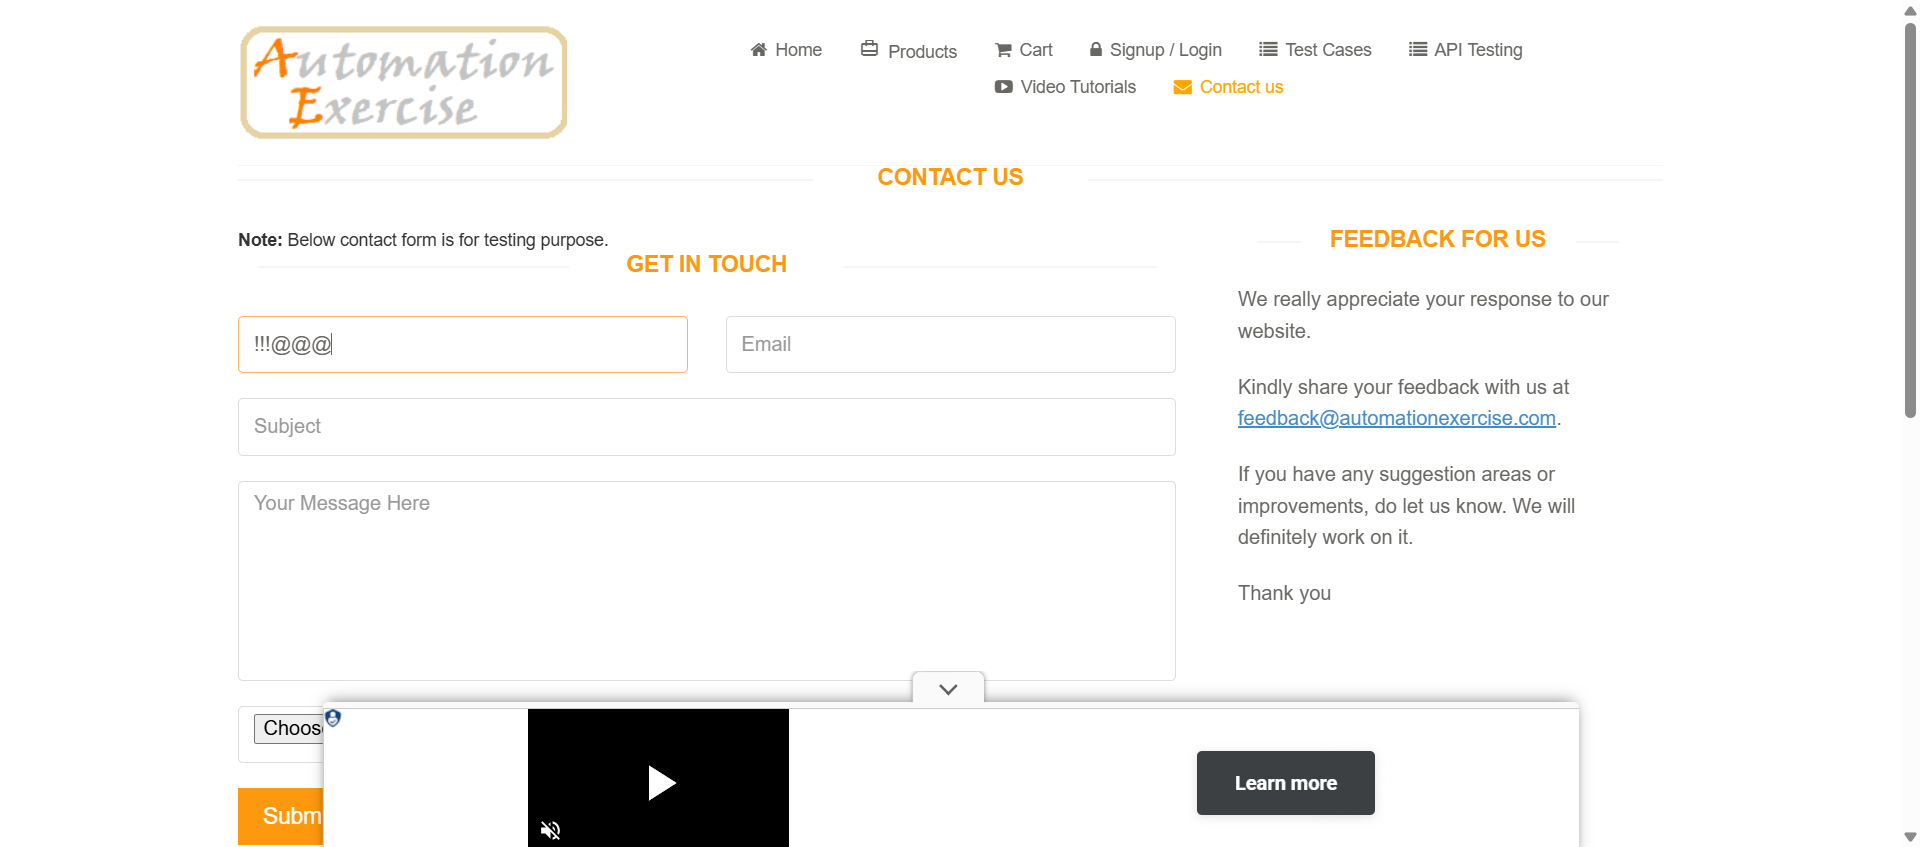 Automation
Exercise
Home Products Cart Signup / Login Test Cases API Testing
Video Tutorials Contact us
CONTACT US
Note: Below contact form is for testing purpose.
GET IN TOUCH
!!!@@@ Email
Subject
Your Message Here
FEEDBACK FOR US
We really appreciate your response to our
website.
Kindly share your feedback with us at
feedback@automationexercise.com.
If you have any suggestion areas or
improvements, do let us know. We will
definitely work on it.
Thank you
Choos
Subm
Learn more